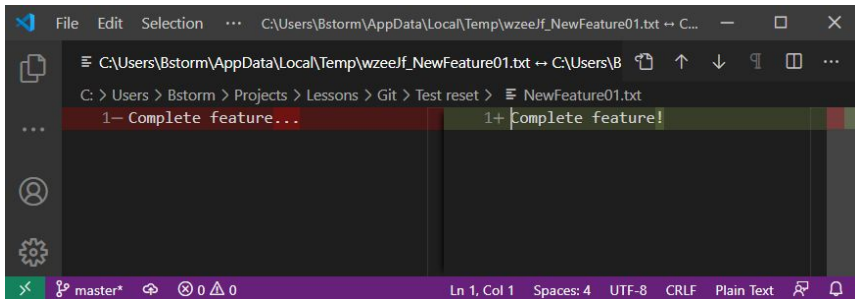 File Edit Selection ... C:\Users\Bstorm\AppData\Local\Temp\wzeeJf_NewFeature01.txt ↔ C...
C:\Users\Bstorm\AppData\Local\Temp\wzeeJf_NewFeature01.txt ↔ C:\Users\B
C: > Users > Bstorm > Projects > Lessons > Git > Test reset > NewFeature01.txt
1— Complete feature... 1+ Complete feature!
master* 0 0 Ln 1, Col 1 Spaces: 4 UTF-8 CRLF Plain Text